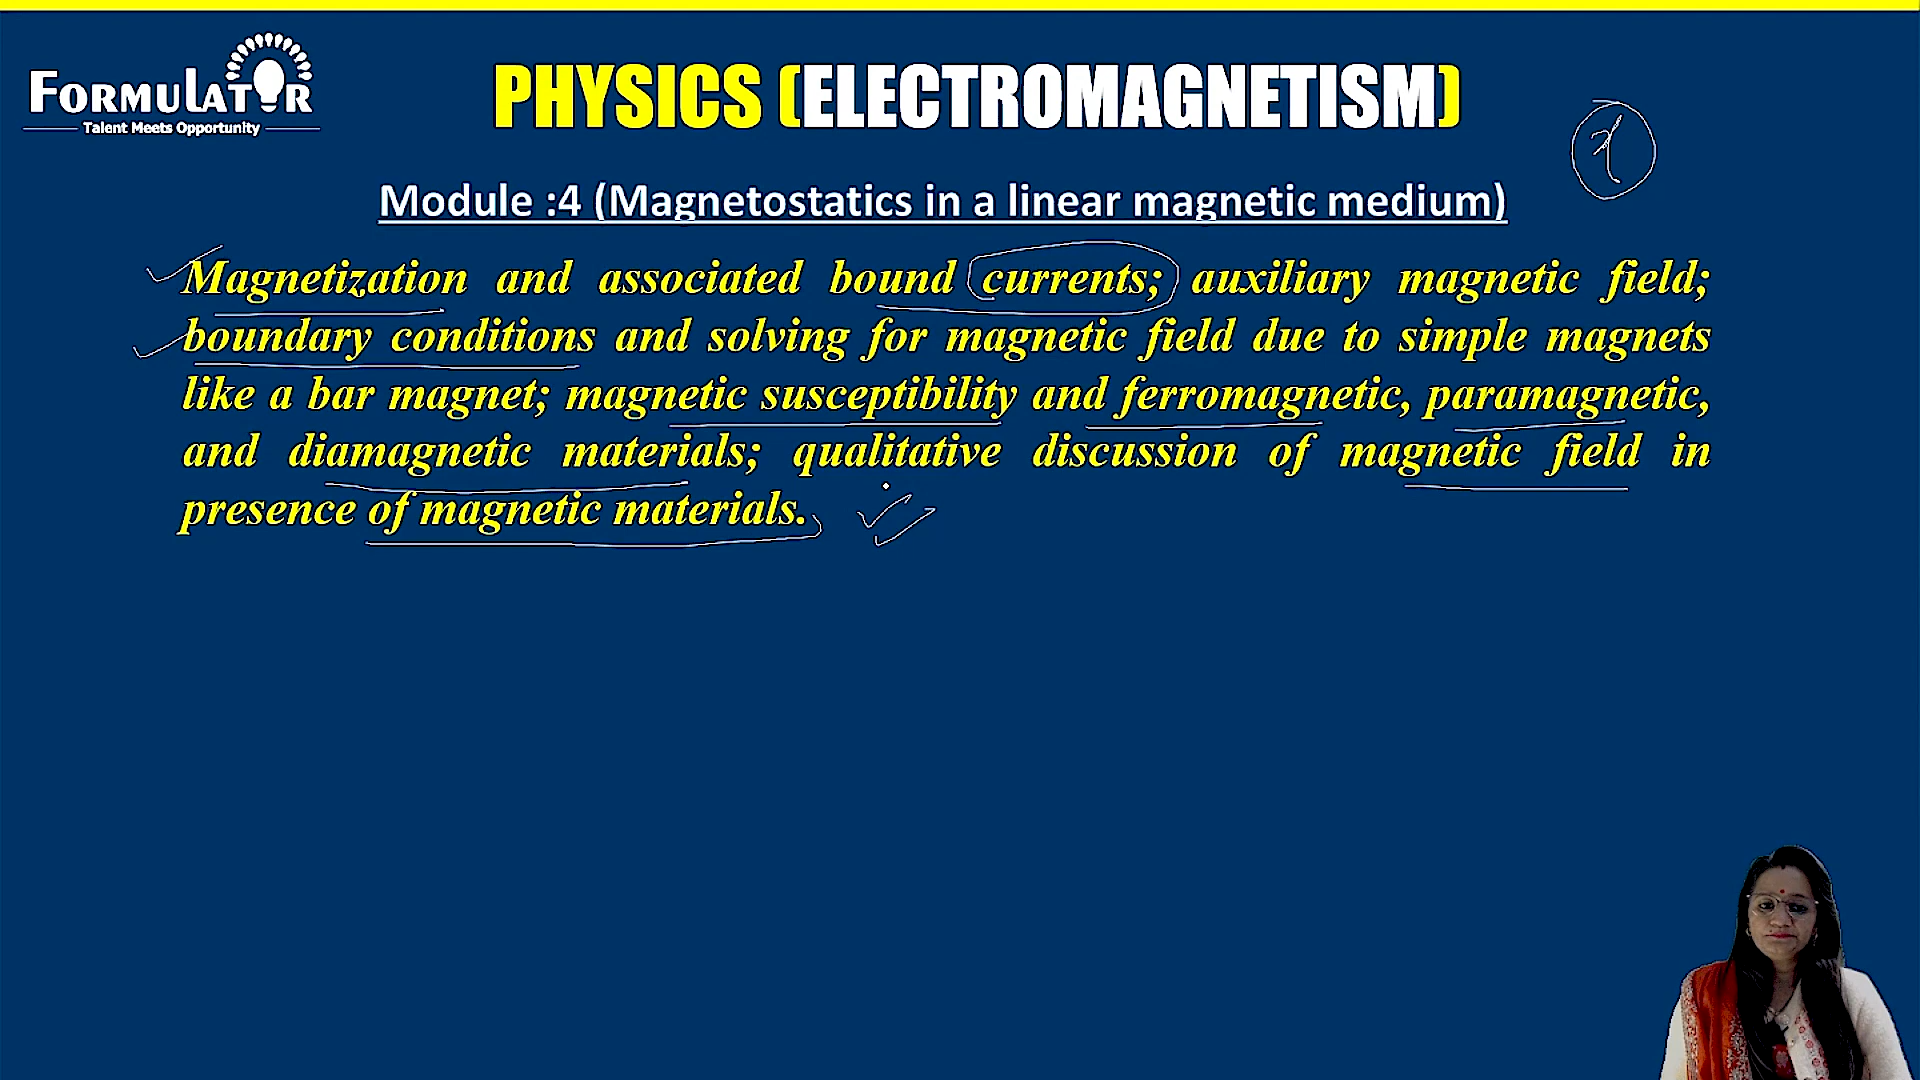 FORMULATOR
Talent Meets Opportunity
PHYSICS (ELECTROMAGNETISM)
Module :4 (Magnetostatics in a linear magnetic medium)
Magnetization and associated bound currents; auxiliary magnetic field;
boundary conditions and solving for magnetic field due to simple magnets
like a bar magnet; magnetic susceptibility and ferromagnetic, paramagnetic,
and diamagnetic materials; qualitative discussion of magnetic field in
presence of magnetic materials.